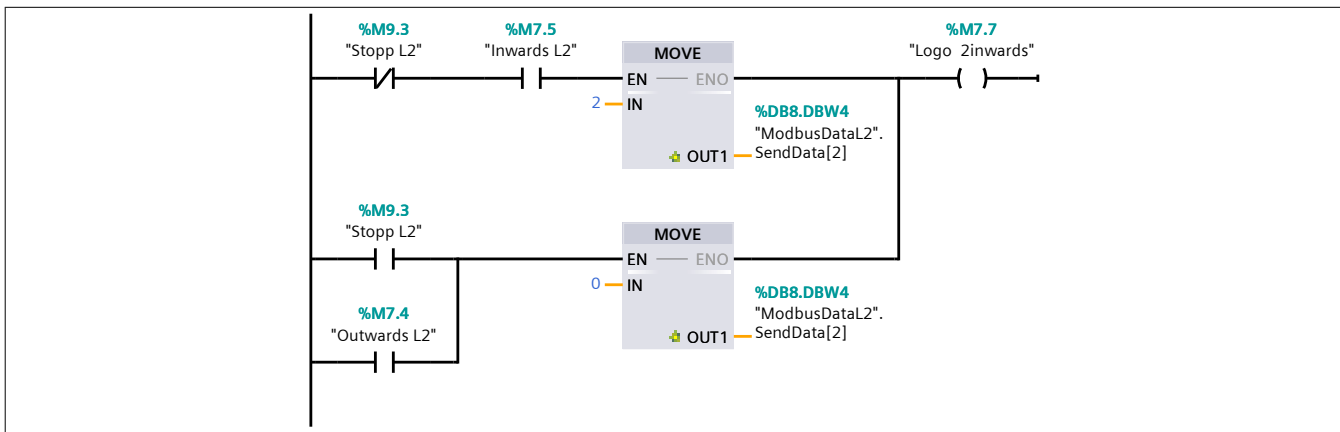 %M9.3
"Stopp L2"
%M7.5
"Inwards L2"
MOVE
EN
ENO
2
IN
OUT1
%DB8.DBW4
"ModbusDataL2".
SendData[2]
%M7.7
"Logo 2inwards"
%M9.3
"Stopp L2"
%M7.4
"Outwards L2"
MOVE
EN
ENO
0
IN
OUT1
%DB8.DBW4
"ModbusDataL2".
SendData[2]